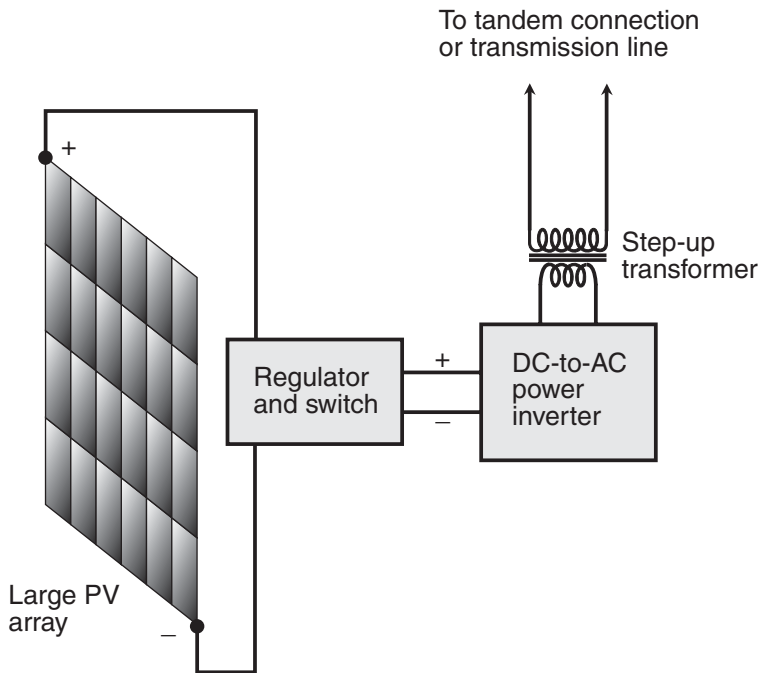 To tandem connection
or transmission line
+
Step-up
transformer
Regulator
and switch
+
–
DC-to-AC
power
inverter
Large PV
array
–